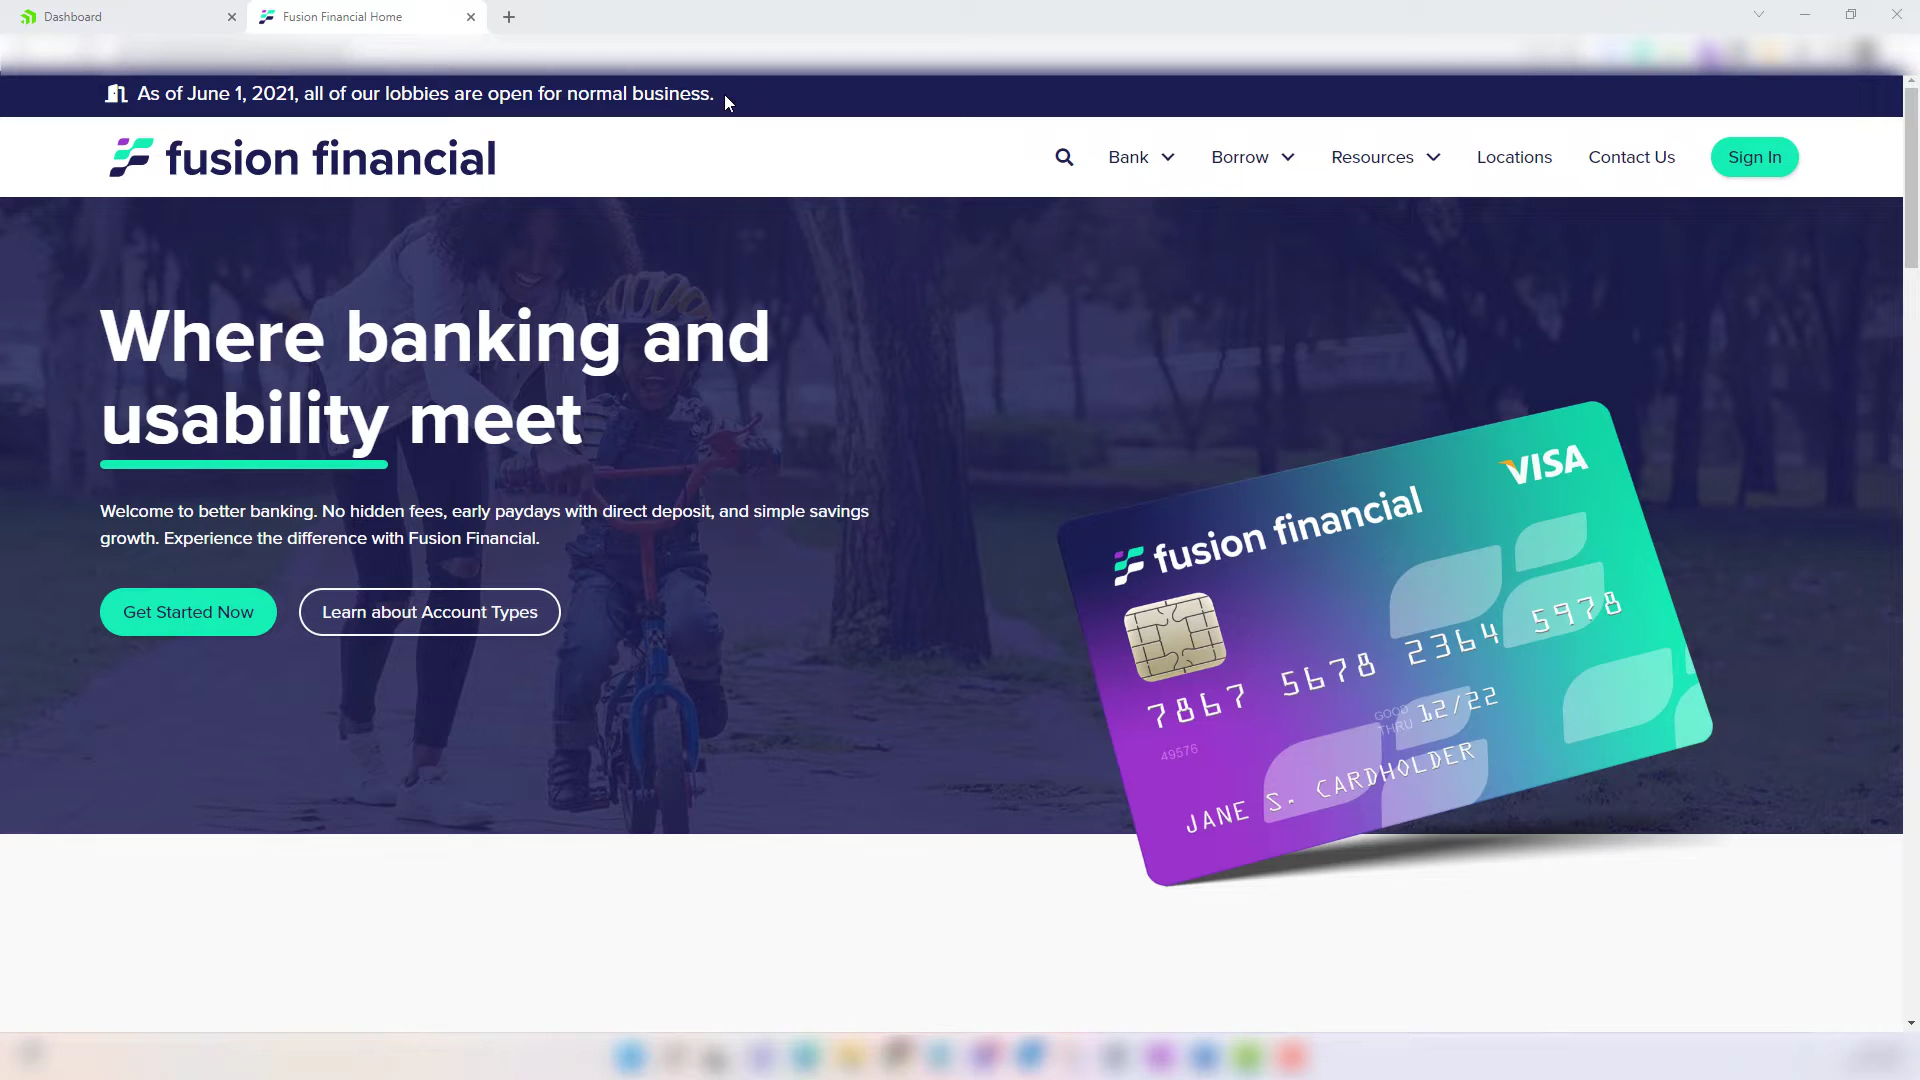 Dashboard
Fusion Financial Home
As of June 1, 2021, all of our lobbies are open for normal business.
fusion financial
Bank
Borrow
Resources
Locations
Contact Us
Sign In
Where banking and
usability meet
Welcome to better banking. No hidden fees, early paydays with direct deposit, and simple savings
growth. Experience the difference with Fusion Financial.
Get Started Now
Learn about Account Types
VISA
fusion financial
7867 5678 2364 5978
GOOD
THRU
12/22
49576
JANE S. CARDHOLDER